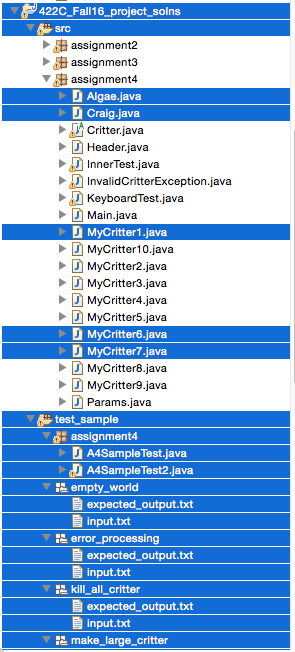 422C_Fall16_project_solns
src
assignment2
assignment3
assignment4
Algae.java
Craig.java
Critter.java
Header.java
InnerTest.java
InvalidCritterException.java
KeyboardTest.java
Main.java
MyCritter1.java
MyCritter10.java
MyCritter2.java
MyCritter3.java
MyCritter4.java
MyCritter5.java
MyCritter6.java
MyCritter7.java
MyCritter8.java
MyCritter9.java
Params.java
test_sample
assignment4
A4SampleTest.java
A4SampleTest2.java
empty_world
expected_output.txt
input.txt
error_processing
expected_output.txt
input.txt
kill_all_critter
expected_output.txt
input.txt
make_large_critter